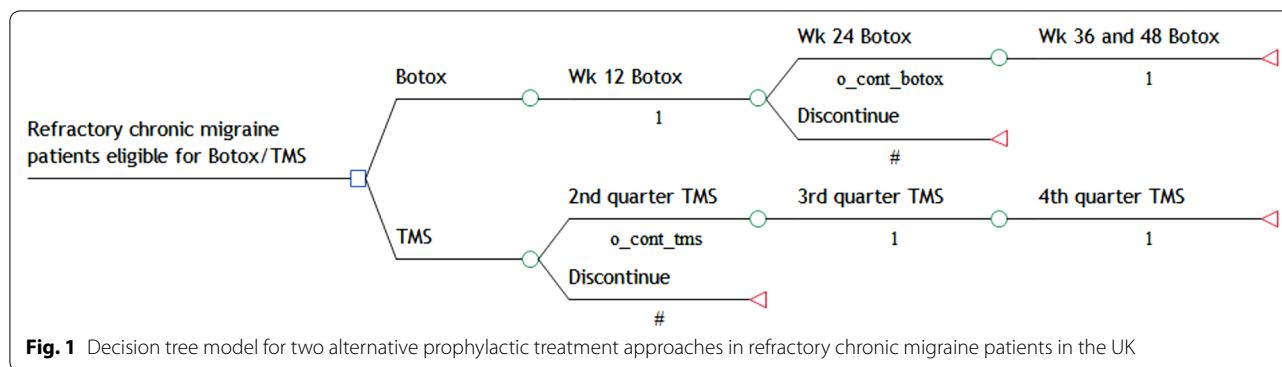 Wk 24 Botox
Wk 36 and 48 Botox
Botox
Wk 12 Botox
o_cont_botox
1
1
Discontinue
#
Refractory chronic migraine
patients eligible for Botox/TMS
2nd quarter TMS
3rd quarter TMS
4th quarter TMS
TMS
o_cont_tms
1
1
Discontinue
#
Fig. 1 Decision tree model for two alternative prophylactic treatment approaches in refractory chronic migraine patients in the UK